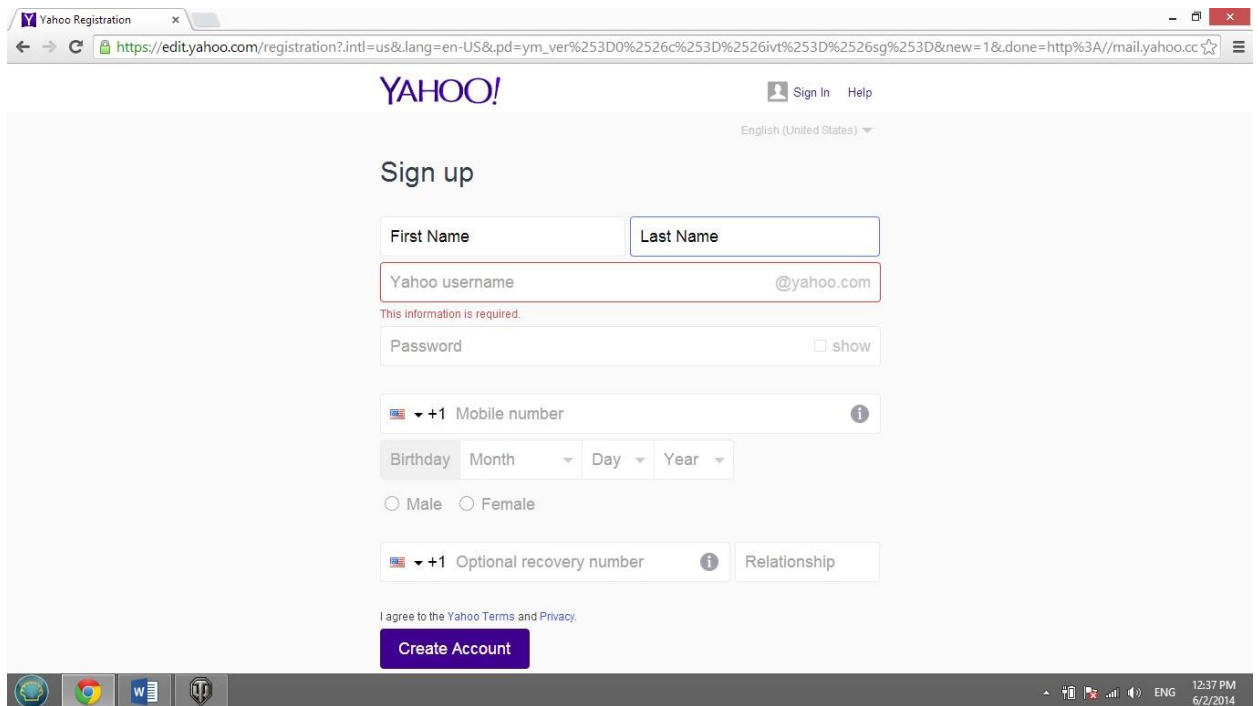 Yahoo Registration
https://edit.yahoo.com/registration?.intl=us&.lang=en-US&.pd=ym_ver%253D0%2526c%253D%2526ivt%253D%2526sg%253D&new=1&.done=http%3A//mail.yahoo.cc
YAHOO!
Sign In Help
English (United States)
Sign up
First Name Last Name
Yahoo username @yahoo.com
This information is required.
Password show
+1 Mobile number
Birthday Month Day Year
Male Female
+1 Optional recovery number Relationship
I agree to the Yahoo Terms and Privacy.
Create Account
ENG 12:37 PM
6/2/2014